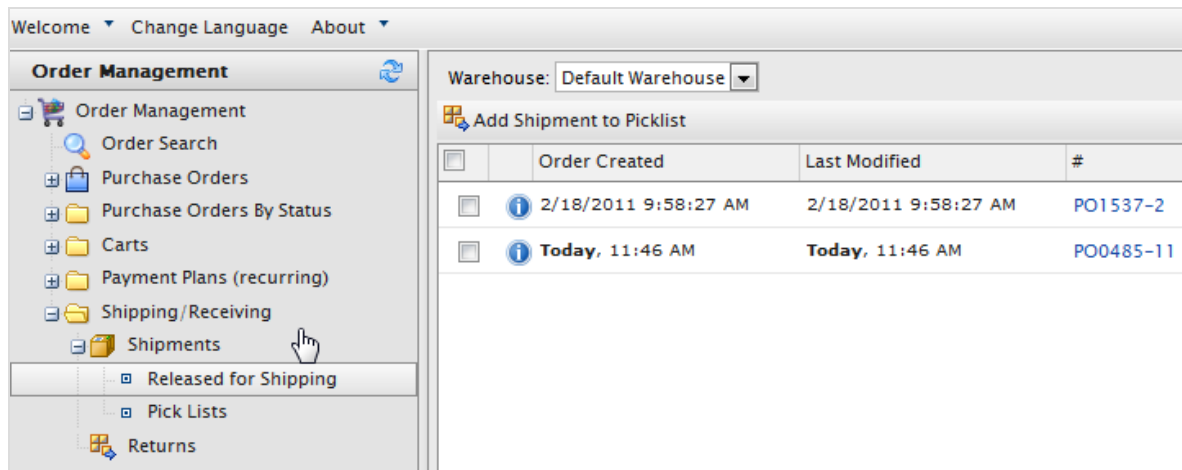 Welcome Change Language About
Order Management
Order Management
Order Search
Purchase Orders
Purchase Orders By Status
Carts
Payment Plans (recurring)
Shipping/Receiving
Shipments
Released for Shipping
Pick Lists
Returns
Warehouse: Default Warehouse
Add Shipment to Picklist
Order Created Last Modified #
2/18/2011 9:58:27 AM 2/18/2011 9:58:27 AM PO1537-2
Today, 11:46 AM Today, 11:46 AM PO0485-11